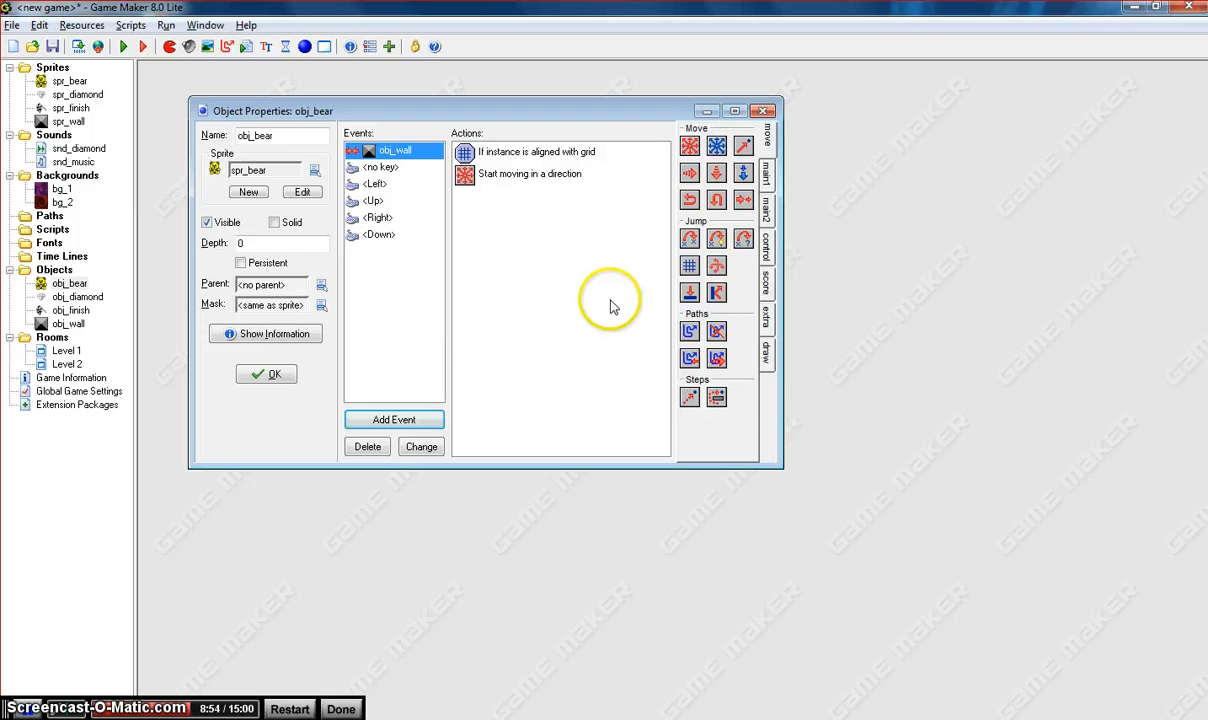 <new game>* - Game Maker 8.0 Lite
File Edit Resources Scripts Run Window Help
Sprites
spr_bear
spr_diamond
spr_finish
spr_wall
Sounds
snd_diamond
snd_music
Backgrounds
bg_1
bg_2
Paths
Scripts
Fonts
Time Lines
Objects
obj_bear
obj_diamond
obj_finish
obj_wall
Rooms
Level 1
Level 2
Game Information
Global Game Settings
Extension Packages
Object Properties: obj_bear
Name: obj_bear
Sprite
spr_bear
New Edit
Visible Solid
Depth: 0
Persistent
Parent: <no parent>
Mask: <same as sprite>
Show Information
OK
Events:
obj_wall
<no key>
<Left>
<Up>
<Right>
<Down>
Add Event
Delete Change
Actions:
If instance is aligned with grid
Start moving in a direction
Move
Jump
Paths
Steps
move
main1
main2
control
score
extra
draw
GAME MAKER
Screencast-O-Matic.com 8:54 / 15:00 Restart Done